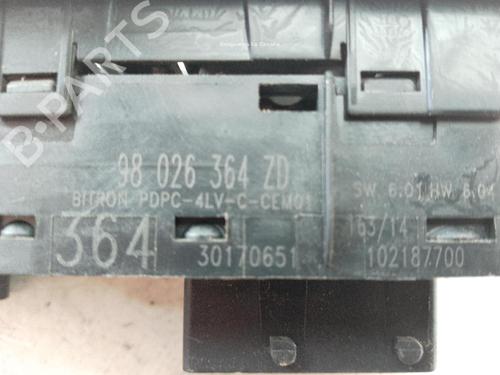 B-PARTS
98 026 364 ZD
BITRON PDPC-4LV-C-CEM01
SW 6.01 HW 6.04
364
30170651
163/14
102187700